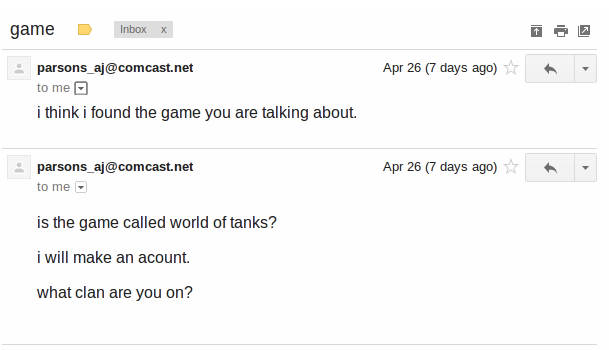 game
Inbox x
parsons_aj@comcast.net Apr 26 (7 days ago)
to me
i think i found the game you are talking about.
parsons_aj@comcast.net Apr 26 (7 days ago)
to me
is the game called world of tanks?
i will make an acount.
what clan are you on?